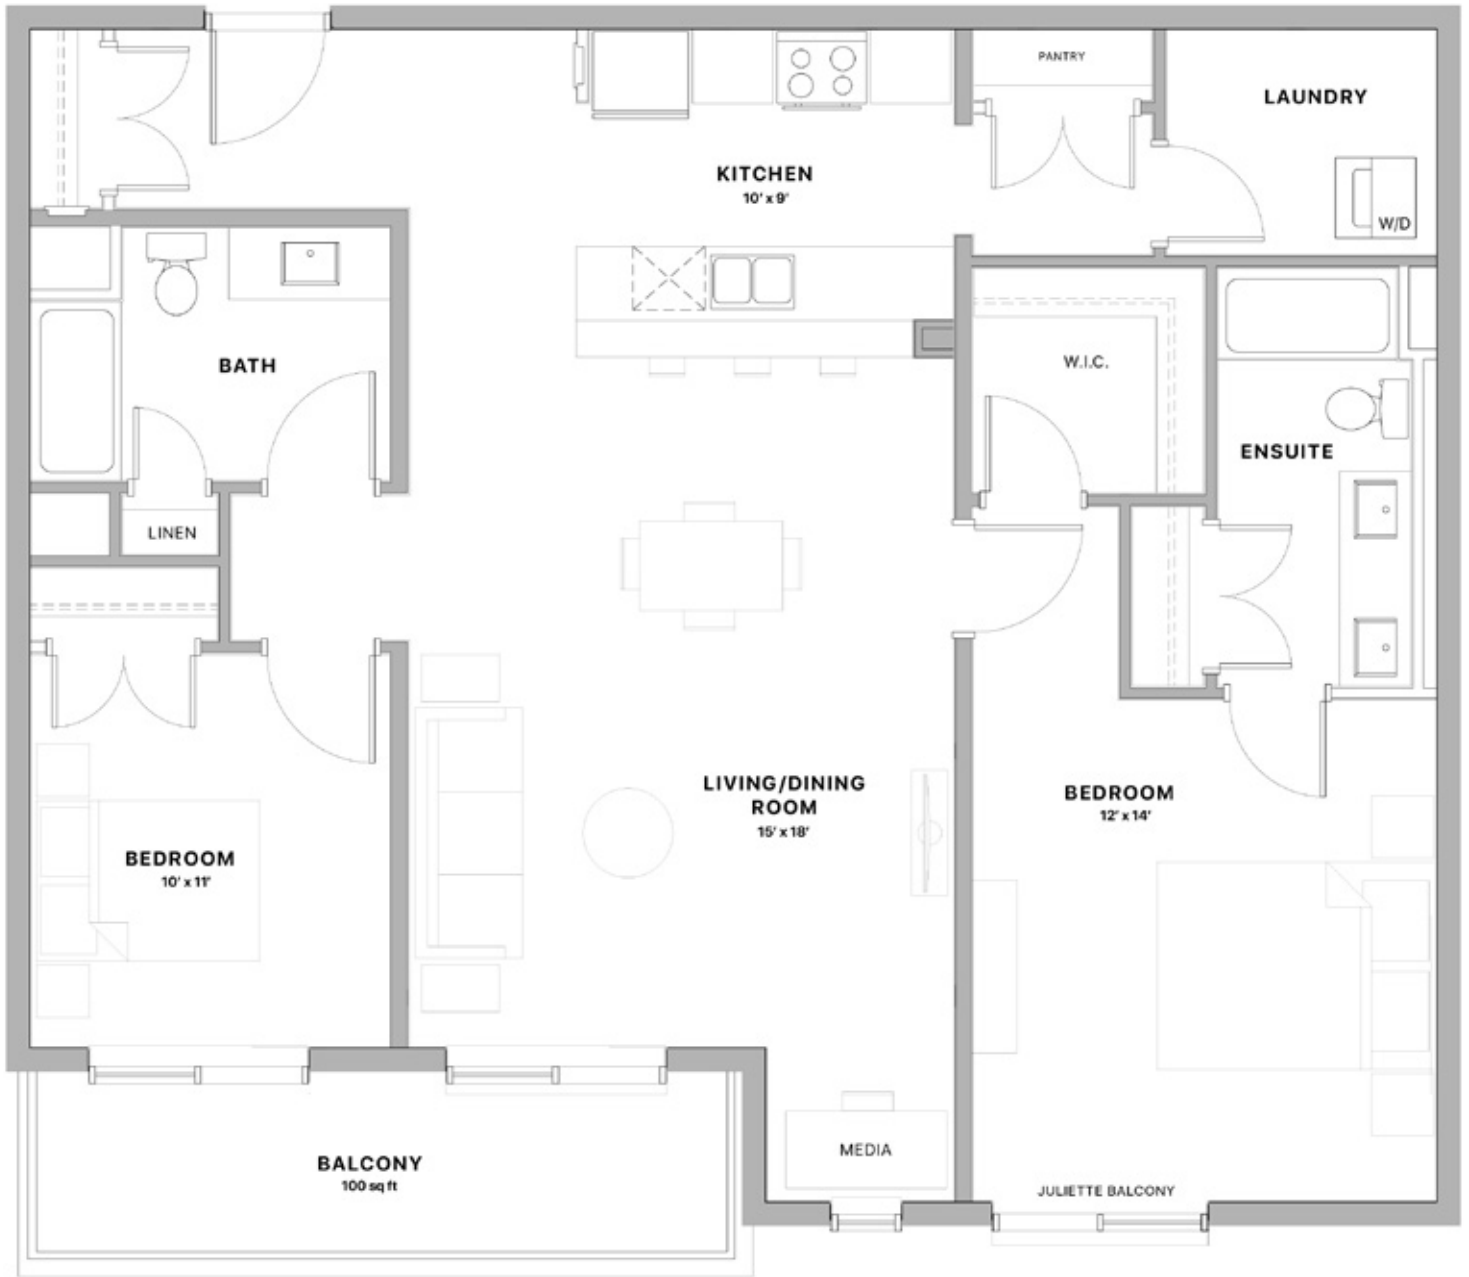 PANTRY
LAUNDRY
KITCHEN
10' x 9'
W/D
BATH
W.I.C.
ENSUITE
LINEN
LIVING/DINING
ROOM
15' x 18'
BEDROOM
12' x 14'
BEDROOM
10' x 11'
MEDIA
BALCONY
100 sq ft
JULIETTE BALCONY